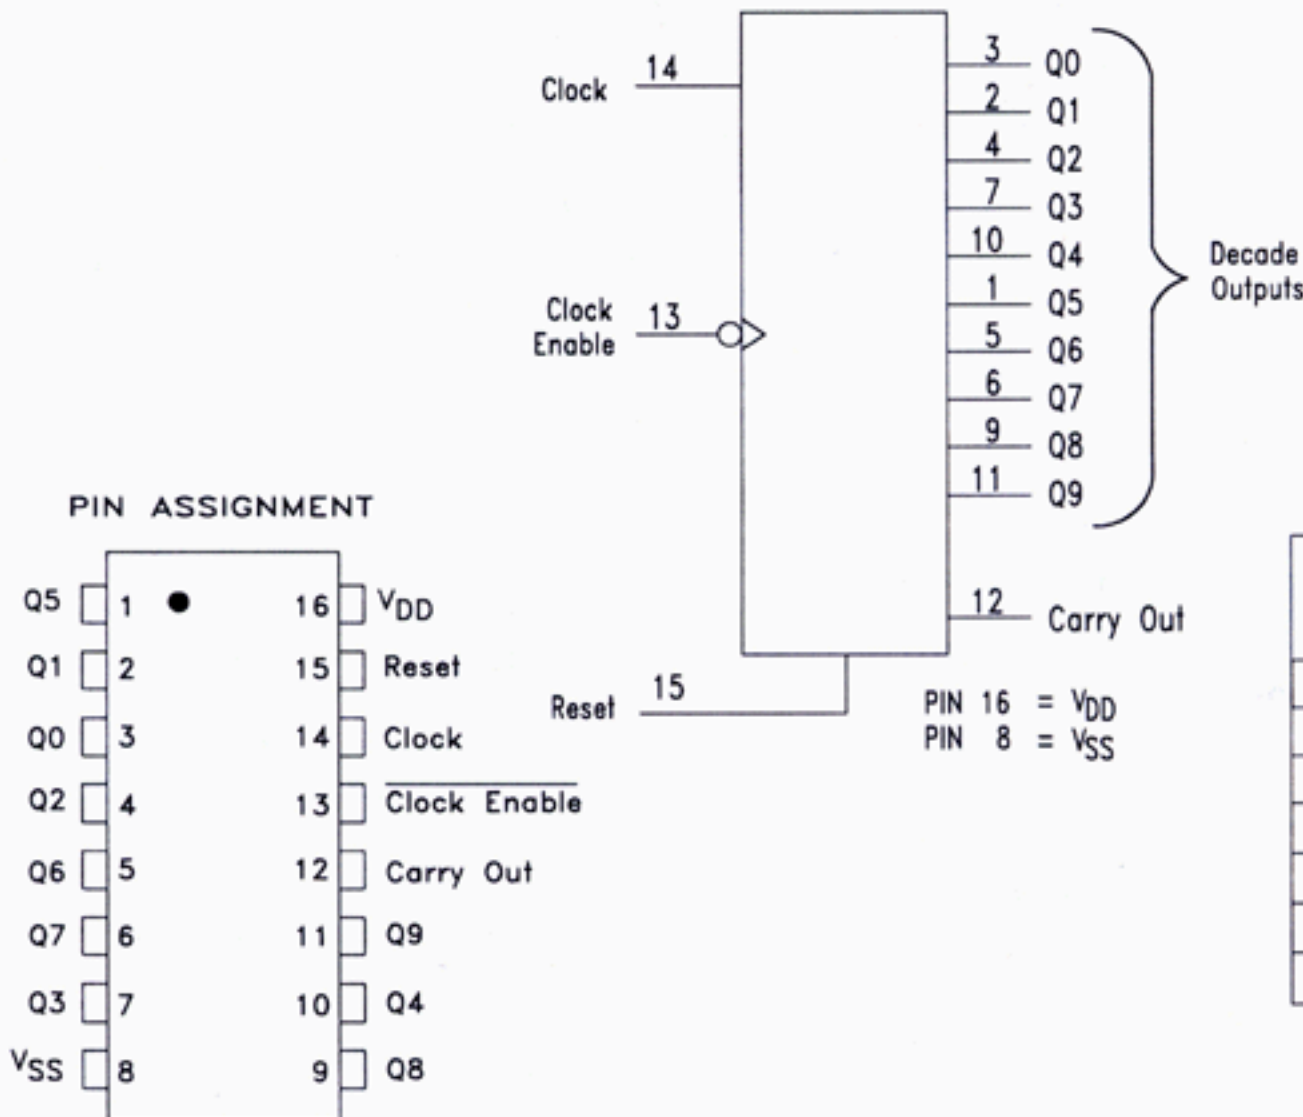 Clock 14
3 Q0
2 Q1
4 Q2
7 Q3
10 Q4
1 Q5
5 Q6
6 Q7
9 Q8
11 Q9
Decade
Outputs
Clock
Enable 13
12 Carry Out
Reset 15
PIN 16 = VDD
PIN 8 = VSS
PIN ASSIGNMENT
Q5 1 16 VDD
Q1 2 15 Reset
Q0 3 14 Clock
Q2 4 13 Clock Enable
Q6 5 12 Carry Out
Q7 6 11 Q9
Q3 7 10 Q4
VSS 8 9 Q8